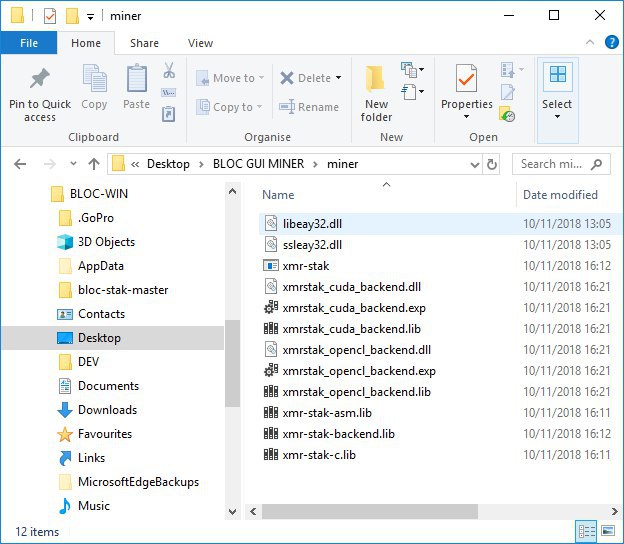 miner
File Home Share View
Pin to Quick access
Copy
Paste
Move to
Copy to
Delete
Rename
New folder
Properties
Select
Clipboard Organise New Open
« Desktop > BLOC GUI MINER > miner
Search min...
BLOC-WIN
.GoPro
3D Objects
AppData
bloc-stak-master
Contacts
Desktop
DEV
Documents
Downloads
Favourites
Links
MicrosoftEdgeBackups
Music
Name Date modified
libeay32.dll 10/11/2018 13:05
ssleay32.dll 10/11/2018 13:05
xmr-stak 10/11/2018 16:12
xmrstak_cuda_backend.dll 10/11/2018 16:21
xmrstak_cuda_backend.exp 10/11/2018 16:21
xmrstak_cuda_backend.lib 10/11/2018 16:21
xmrstak_opencl_backend.dll 10/11/2018 16:21
xmrstak_opencl_backend.exp 10/11/2018 16:21
xmrstak_opencl_backend.lib 10/11/2018 16:21
xmr-stak-asm.lib 10/11/2018 16:11
xmr-stak-backend.lib 10/11/2018 16:12
xmr-stak-c.lib 10/11/2018 16:11
12 items